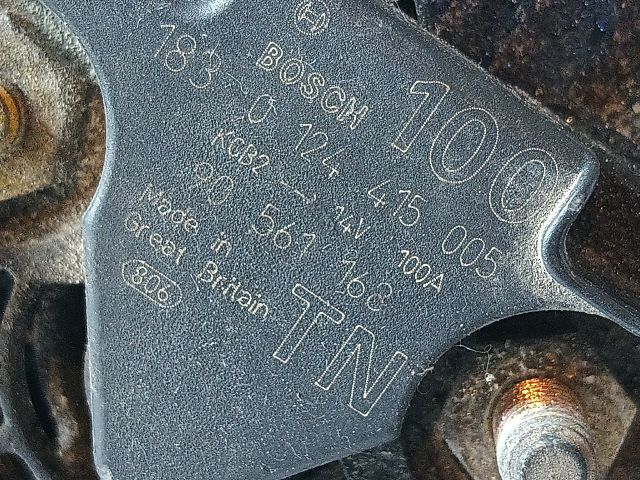 BOSCH
100
183
0 124 415 005
KCB2 → 14V 100A
90 561 168
Made in
Great Britain
806
TN